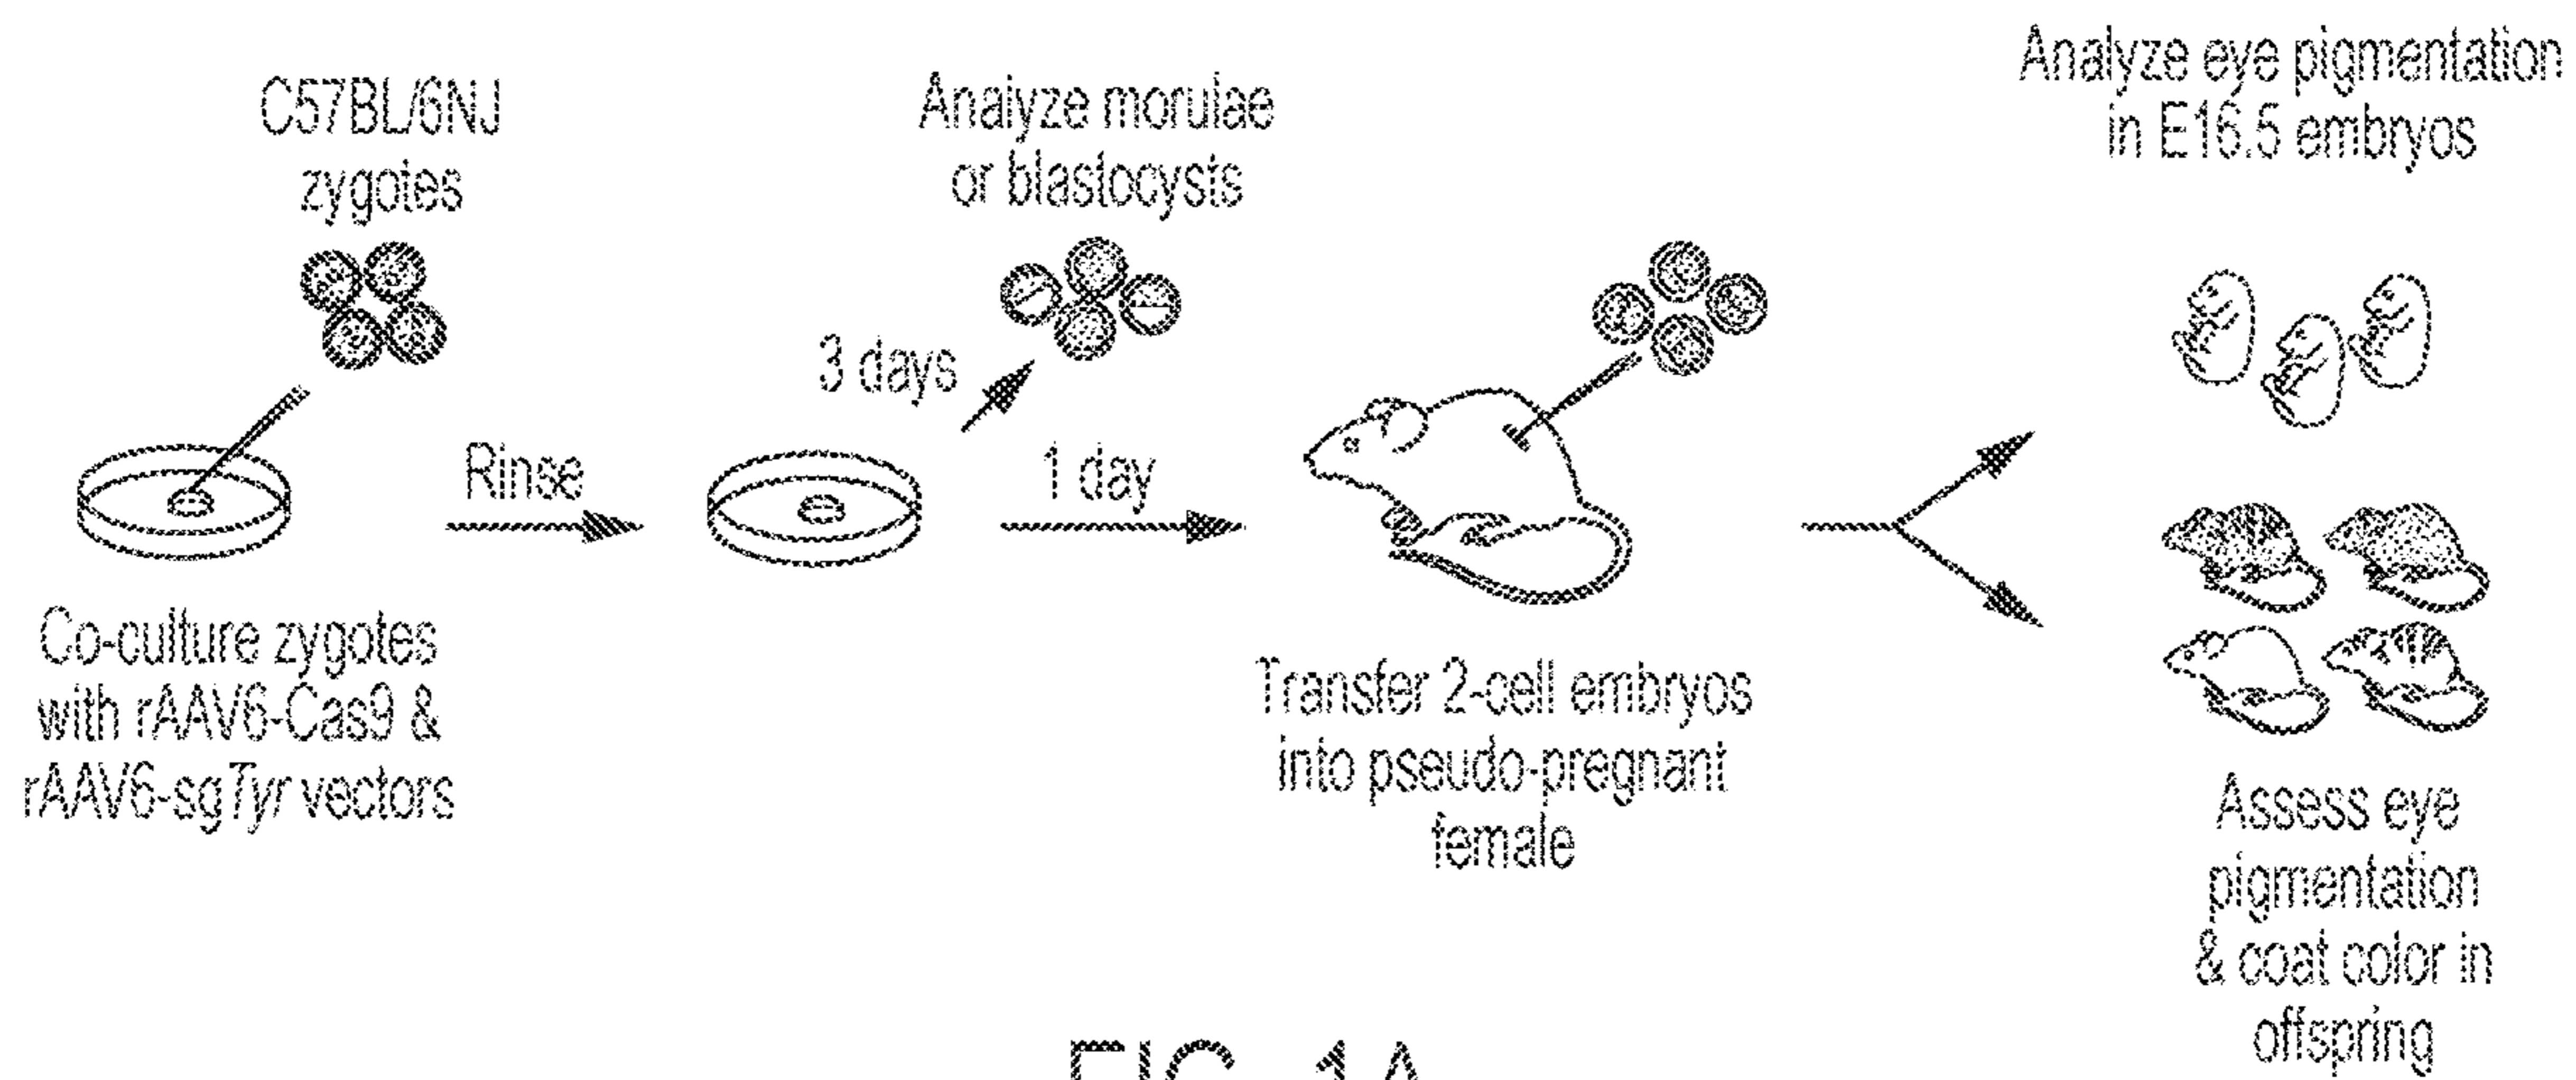 C57BL/6NJ
zygotes
Co-culture zygotes
with rAAV6-Cas9 &
rAAV6-sgTyr vectors
Rinse
3 days
Analyze morulae
or blastocysts
1 day
Transfer 2-cell embryos
into pseudo-pregnant
female
Analyze eye pigmentation
in E16.5 embryos
Assess eye
pigmentation
& coat color in
offspring
FIG. 1A